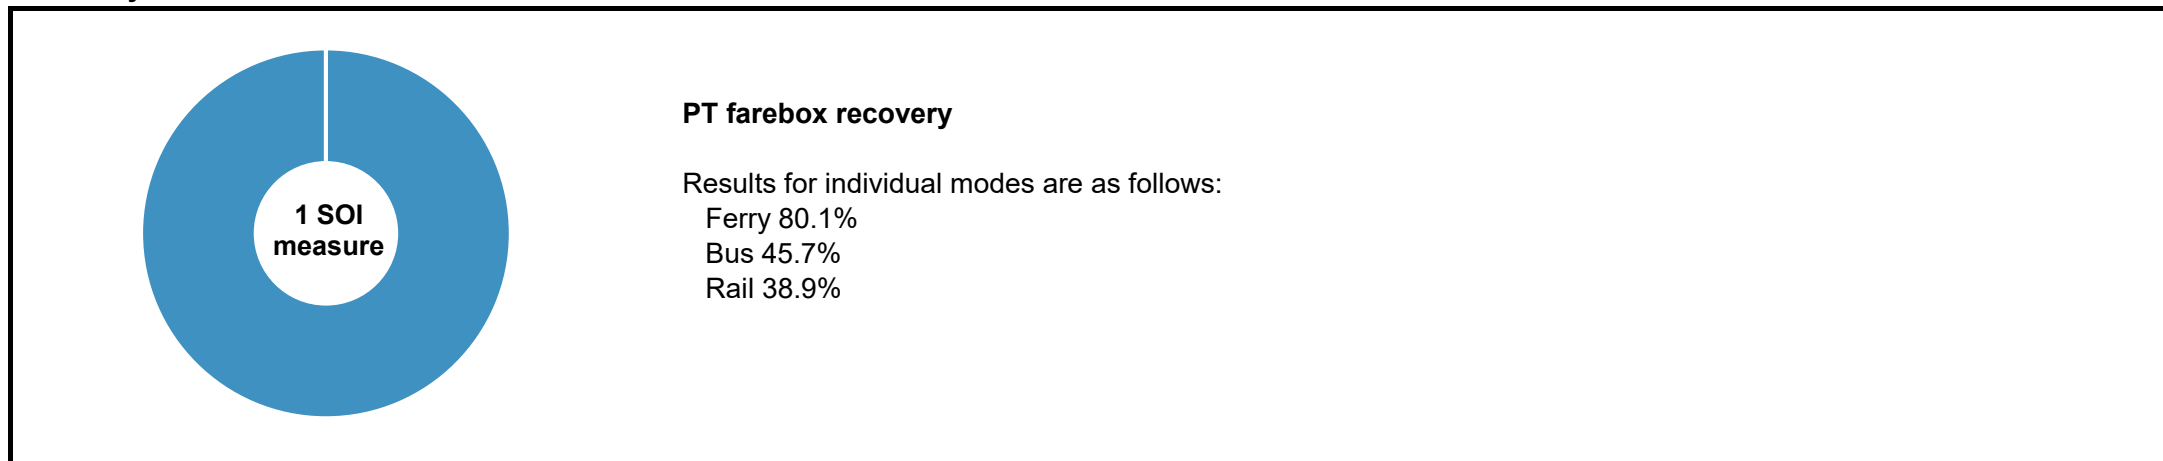 1 SOI
measure
PT farebox recovery
Results for individual modes are as follows:
Ferry 80.1%
Bus 45.7%
Rail 38.9%